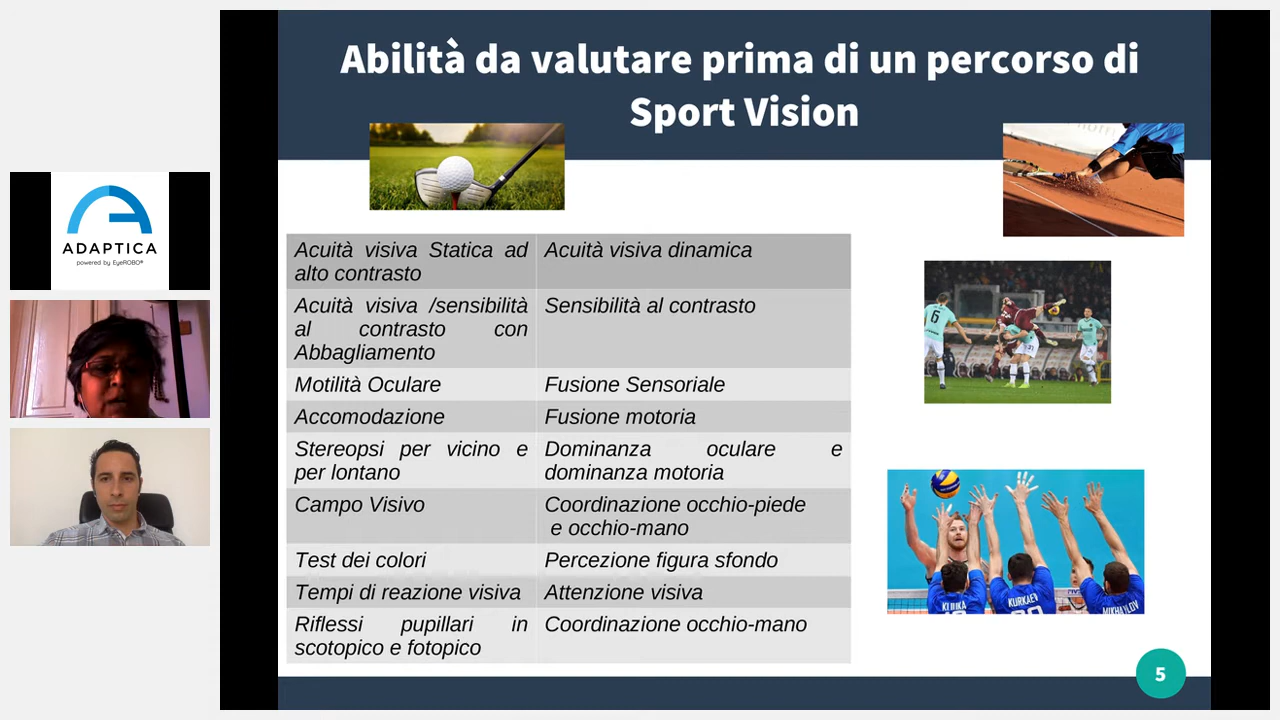 Abilità da valutare prima di un percorso di
Sport Vision
ADAPTICA
powered by EyeROBO®
Acuità visiva Statica ad
alto contrasto
Acuità visiva dinamica
Acuità visiva /sensibilità
al contrasto con
Abbagliamento
Sensibilità al contrasto
Motilità Oculare
Fusione Sensoriale
Accomodazione
Fusione motoria
Stereopsi per vicino e
per lontano
Dominanza oculare e
dominanza motoria
Campo Visivo
Coordinazione occhio-piede
e occhio-mano
Test dei colori
Percezione figura sfondo
Tempi di reazione visiva
Attenzione visiva
Riflessi pupillari in
scotopico e fotopico
Coordinazione occhio-mano
6
KURKAEV
5